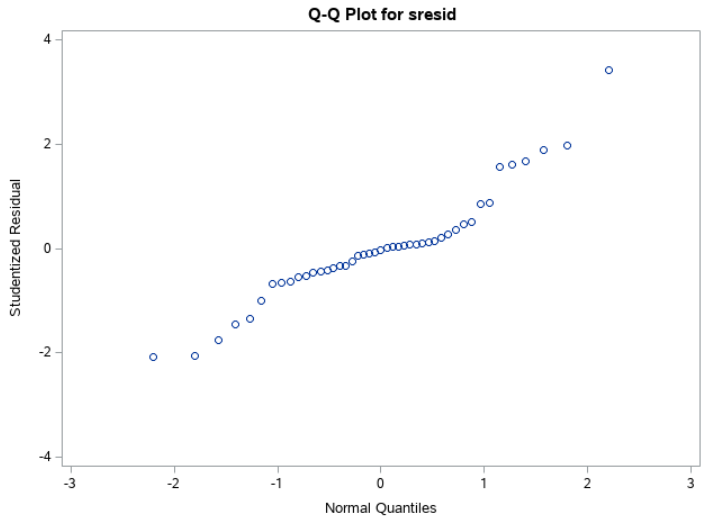 Q-Q Plot for sresid
4
2
0
-2
-4
Studentized Residual
-3 -2 -1 0 1 2 3
Normal Quantiles